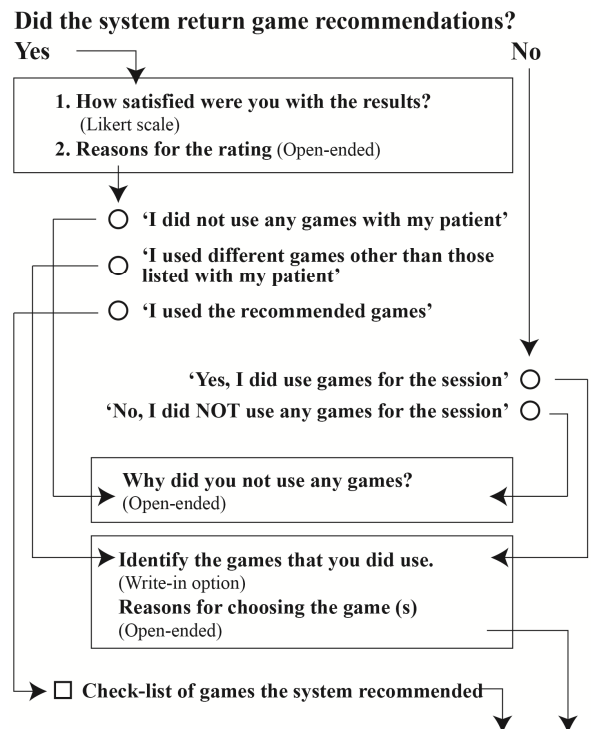 Did the system return game recommendations?
Yes
No
1. How satisfied were you with the results?
(Likert scale)
2. Reasons for the rating (Open-ended)
‘I did not use any games with my patient’
‘I used different games other than those
listed with my patient’
‘I used the recommended games’
‘Yes, I did use games for the session’
‘No, I did NOT use any games for the session’
Why did you not use any games?
(Open-ended)
Identify the games that you did use.
(Write-in option)
Reasons for choosing the game (s)
(Open-ended)
Check-list of games the system recommended